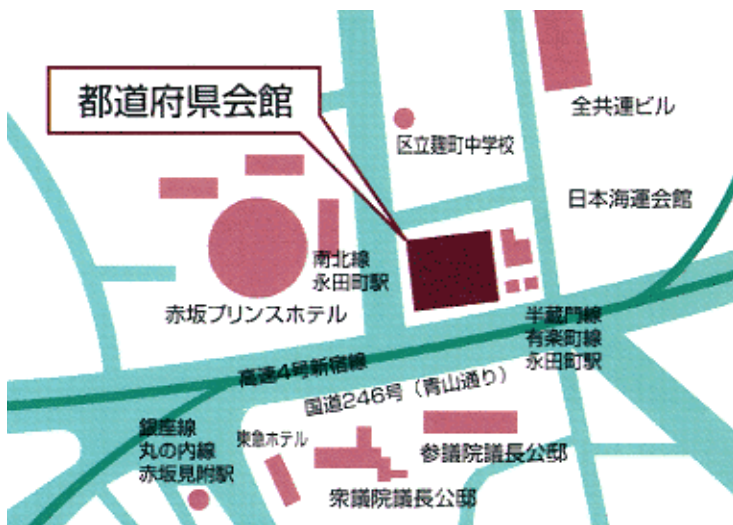 都道府県会館
全共連ビル
区立麹町中学校
日本海運会館
南北線
永田町駅
赤坂プリンスホテル
半蔵門線
有楽町線
永田町駅
高速4号新宿線
国道246号（青山通り）
銀座線
丸の内線
赤坂見附駅
東急ホテル
参議院議長公邸
衆議院議長公邸